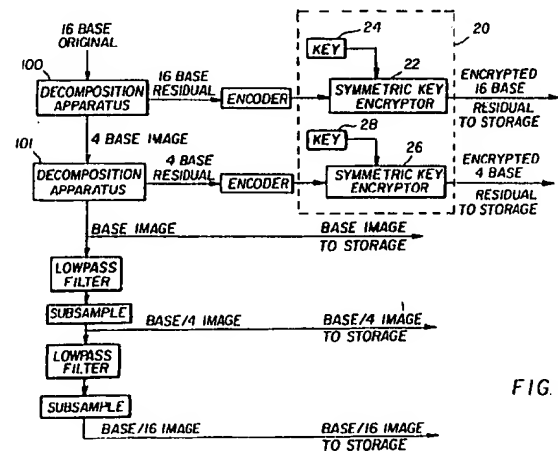 16 BASE
ORIGINAL
100
DECOMPOSITION
APPARATUS
16 BASE
RESIDUAL
ENCODER
24
KEY
20
22
SYMMETRIC KEY
ENCRYPTOR
ENCRYPTED
16 BASE
RESIDUAL
TO STORAGE
4 BASE IMAGE
101
DECOMPOSITION
APPARATUS
4 BASE
RESIDUAL
ENCODER
28
KEY
26
SYMMETRIC KEY
ENCRYPTOR
ENCRYPTED
4 BASE
RESIDUAL
TO STORAGE
BASE IMAGE
BASE IMAGE
TO STORAGE
LOWPASS
FILTER
SUBSAMPLE
BASE/4 IMAGE
BASE/4 IMAGE
TO STORAGE
LOWPASS
FILTER
SUBSAMPLE
BASE/16 IMAGE
BASE/16 IMAGE
TO STORAGE
FIG.